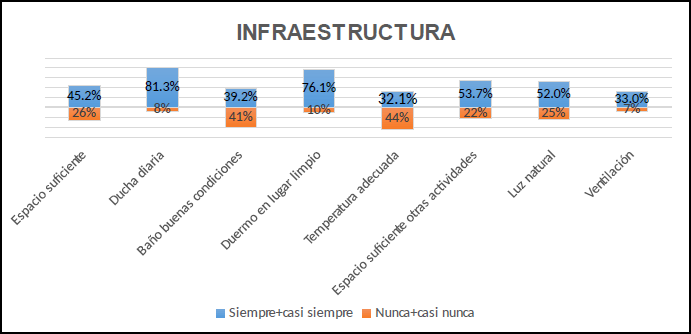 INFRAESTRUCTURA
45.2% 81.3% 39.2% 76.1% 32.1% 53.7% 52.0% 33.0%
26% 8% 41% 10% 44% 22% 25% 7%
Espacio suficiente
Ducha diaria
Baño buenas condiciones
Duermo en lugar limpio
Temperatura adecuada
Espacio suficiente otras actividades
Luz natural
Ventilación
Siempre+casi siempre Nunca+casi nunca